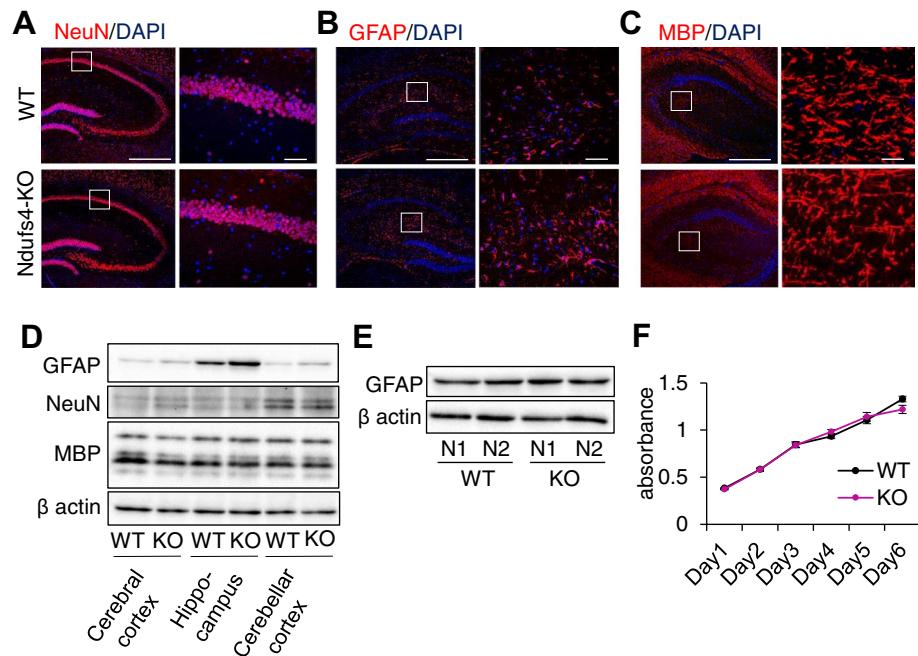 A
NeuN/DAPI
B
GFAP/DAPI
C
MBP/DAPI
WT
Ndufs4-KO
D
GFAP
NeuN
MBP
β actin
WT KO WT KO WT KO
Cerebral cortex
Hippo-campus
Cerebellar cortex
E
GFAP
β actin
N1 N2 N1 N2
WT KO
F
absorbance
1.5
1
0.5
0
WT
KO
Day1 Day2 Day3 Day4 Day5 Day6